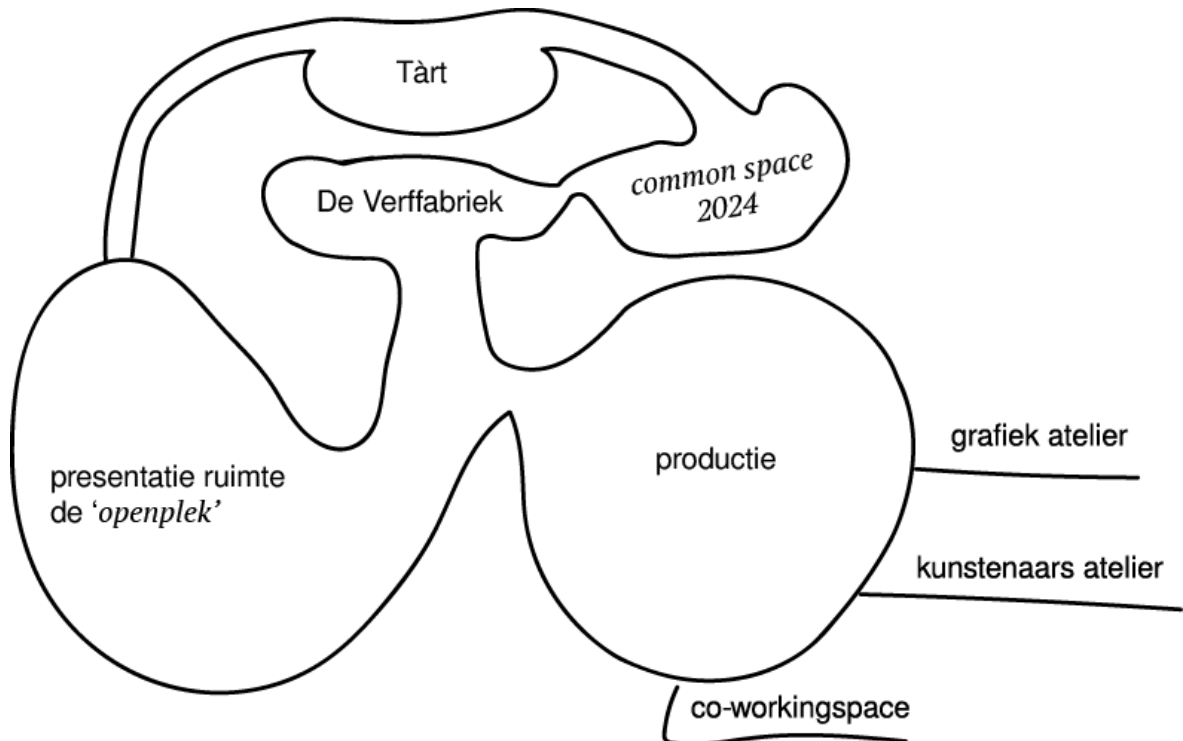 Tàrt
De Verffabriek
common space
2024
presentatie ruimte
de ‘openplek’
productie
grafiek atelier
kunstenaars atelier
co-workingspace